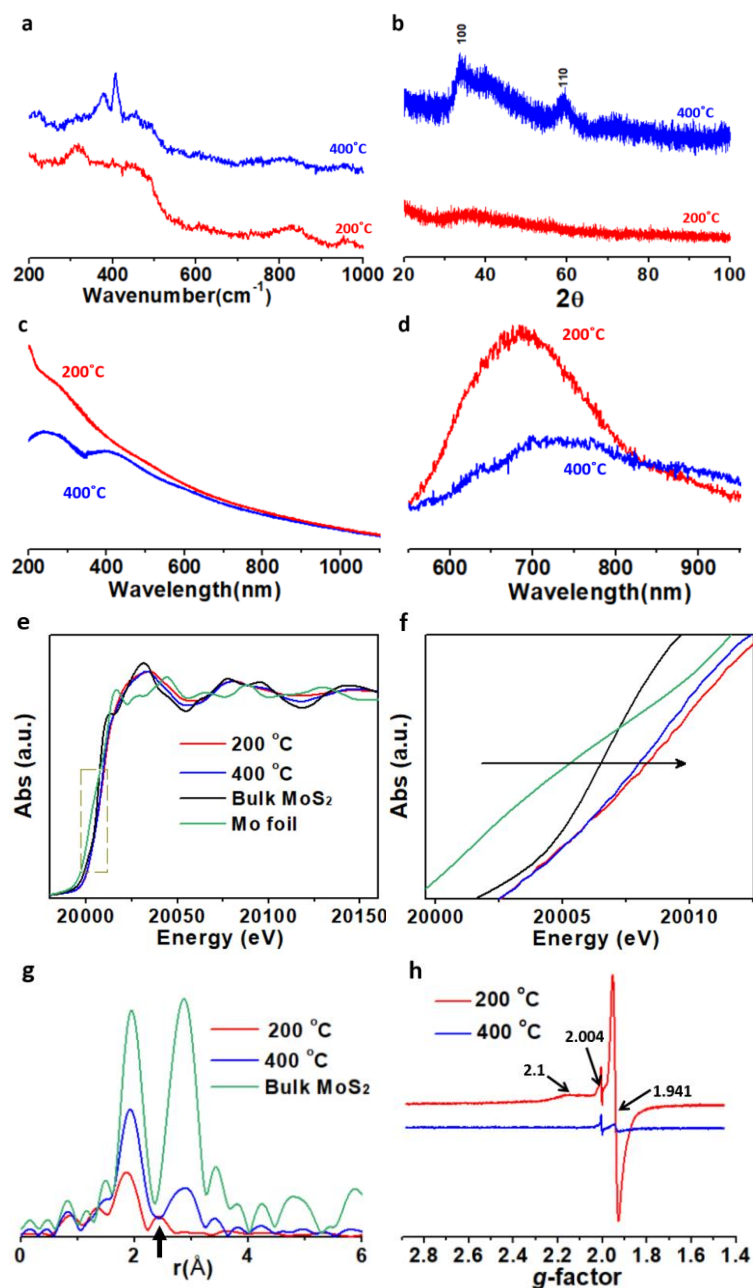 a
400°C
200°C
200 400 600 800 1000
Wavenumber(cm⁻¹)
b
100
110
400°C
200°C
20 40 60 80 100
2θ
c
200°C
400°C
200 400 600 800 1000
Wavelength(nm)
d
200°C
400°C
600 700 800 900
Wavelength(nm)
e
Abs (a.u.)
200 °C
400 °C
Bulk MoS₂
Mo foil
20000 20050 20100 20150
Energy (eV)
f
Abs (a.u.)
20000 20005 20010
Energy (eV)
g
200 °C
400 °C
Bulk MoS₂
0 2 4 6
r(Å)
h
200 °C
400 °C
2.004
2.1
1.941
2.8 2.6 2.4 2.2 2.0 1.8 1.6 1.4
g-factor